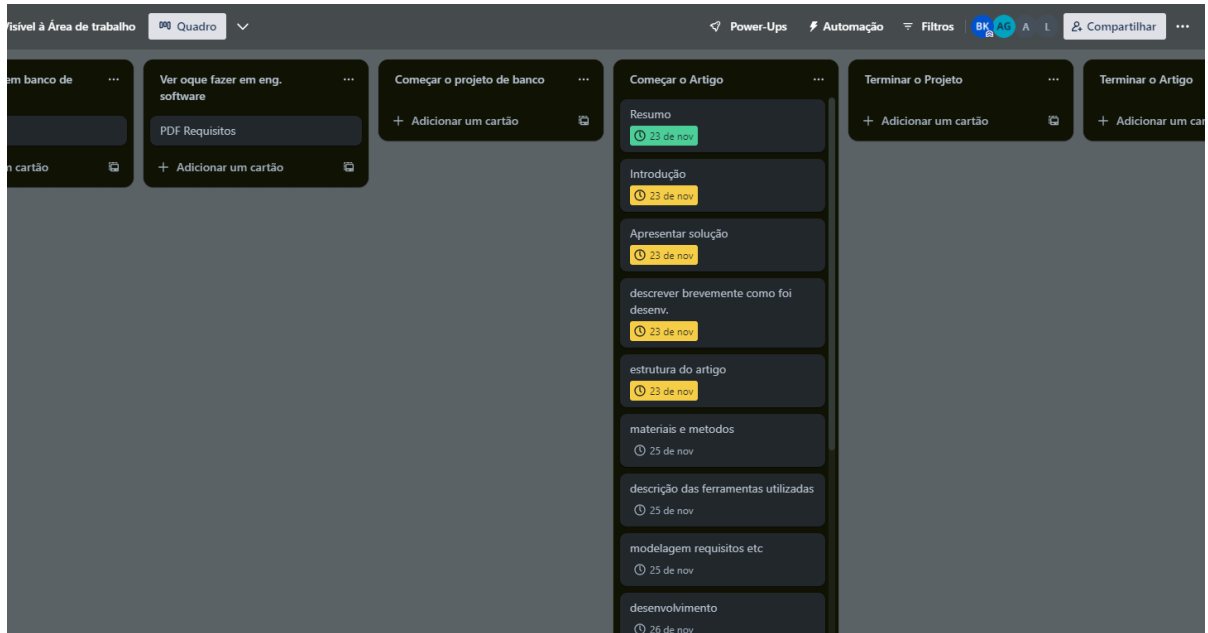 Visível à Área de trabalho
Quadro
Power-Ups
Automação
Filtros
BK
AG
A
L
Compartilhar
em banco de
cartão
Ver oque fazer em eng.
software
PDF Requisitos
+ Adicionar um cartão
Começar o projeto de banco
+ Adicionar um cartão
Começar o Artigo
Resumo
23 de nov
Introdução
23 de nov
Apresentar solução
23 de nov
descrever brevemente como foi
desenv.
23 de nov
estrutura do artigo
23 de nov
materiais e metodos
25 de nov
descrição das ferramentas utilizadas
25 de nov
modelagem requisitos etc
25 de nov
desenvolvimento
26 de nov
Terminar o Projeto
+ Adicionar um cartão
Terminar o Artigo
+ Adicionar um car